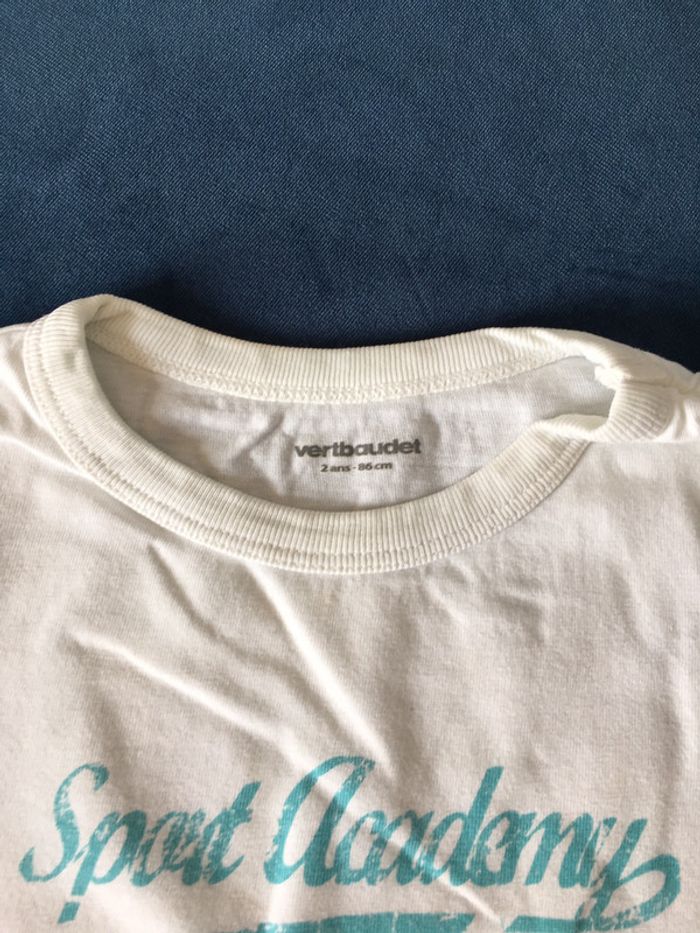 vertbaudet
2 ans - 86 cm
Sport Academy